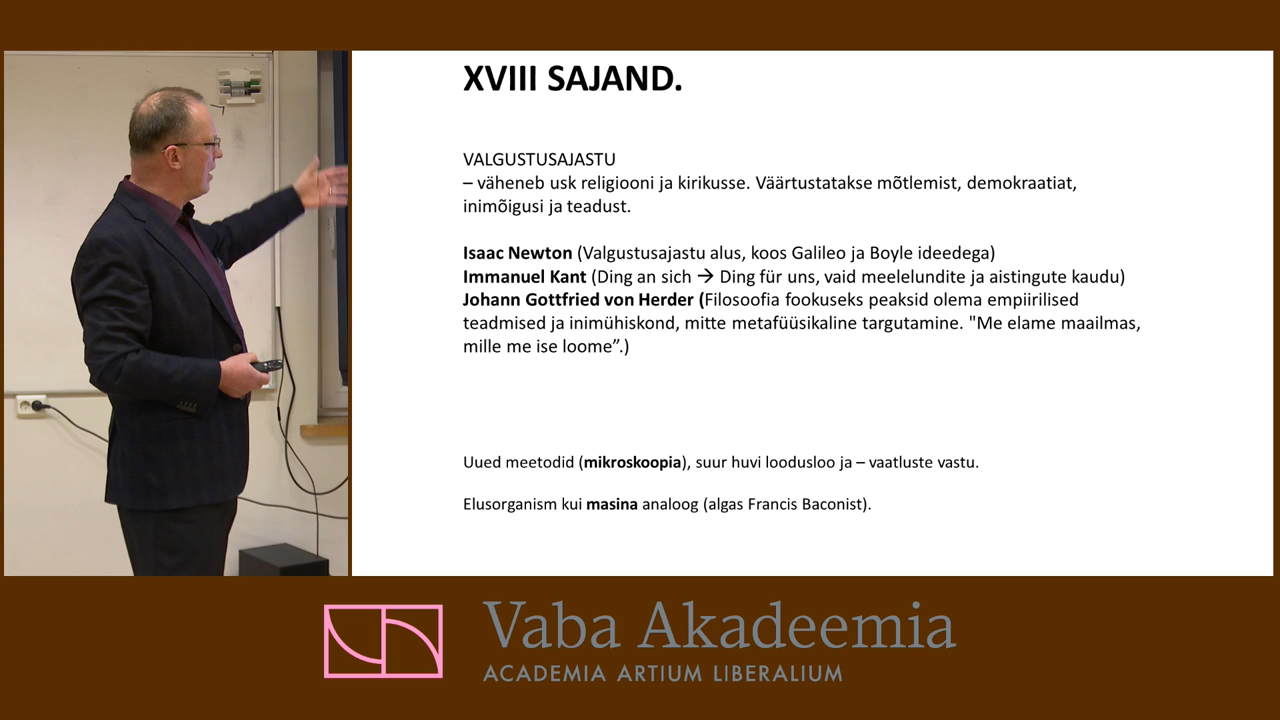 XVIII SAJAND.
VALGUSTUSAJASTU
– väheneb usk religiooni ja kirikusse. Väärtustatakse mõtlemist, demokraatiat,
inimõigusi ja teadust.
Isaac Newton (Valgustusajastu alus, koos Galileo ja Boyle ideedega)
Immanuel Kant (Ding an sich → Ding für uns, vaid meelelundite ja aistingute kaudu)
Johann Gottfried von Herder (Filosoofia fookuseks peaksid olema empiirilised
teadmised ja inimühiskond, mitte metafüüsikaline targutamine. "Me elame maailmas,
mille me ise loome”.)
Uued meetodid (mikroskoopia), suur huvi loodusloo ja – vaatluste vastu.
Elusorganism kui masina analoog (algas Francis Baconist).
Vaba Akadeemia
ACADEMIA ARTIUM LIBERALIUM